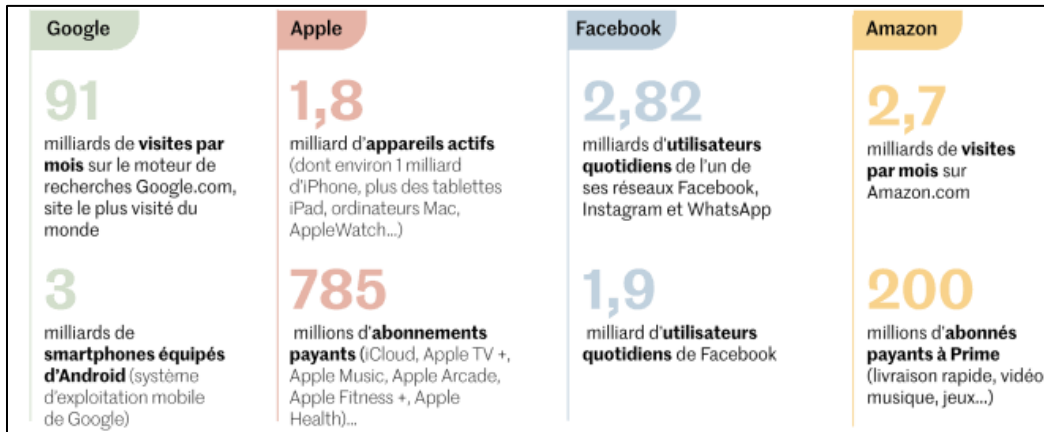 Google
91
milliards de visites par
mois sur le moteur de
recherches Google.com,
site le plus visité du
monde
3
milliards de
smartphones équipés
d'Android (système
d'exploitation mobile
de Google)
Apple
1,8
milliard d'appareils actifs
(dont environ 1 milliard
d'iPhone, plus des tablettes
iPad, ordinateurs Mac,
AppleWatch...)
785
millions d'abonnements
payants (iCloud, Apple TV +,
Apple Music, Apple Arcade,
Apple Fitness +, Apple
Health)...
Facebook
2,82
milliards d'utilisateurs
quotidiens de l'un de
ses réseaux Facebook,
Instagram et WhatsApp
1,9
milliard d'utilisateurs
quotidiens de Facebook
Amazon
2,7
milliards de visites
par mois sur
Amazon.com
200
millions d'abonnés
payants à Prime
(livraison rapide, vidéo
musique, jeux...)